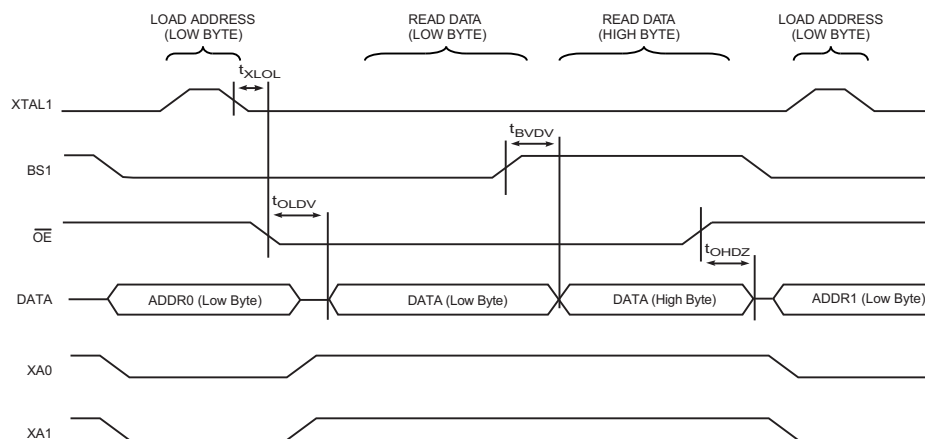 LOAD ADDRESS
(LOW BYTE)
READ DATA
(LOW BYTE)
READ DATA
(HIGH BYTE)
LOAD ADDRESS
(LOW BYTE)
tXLOL
XTAL1
tBVDV
BS1
tOLDV
OE
tOHDZ
DATA
ADDR0 (Low Byte)
DATA (Low Byte)
DATA (High Byte)
ADDR1 (Low Byte)
XA0
XA1